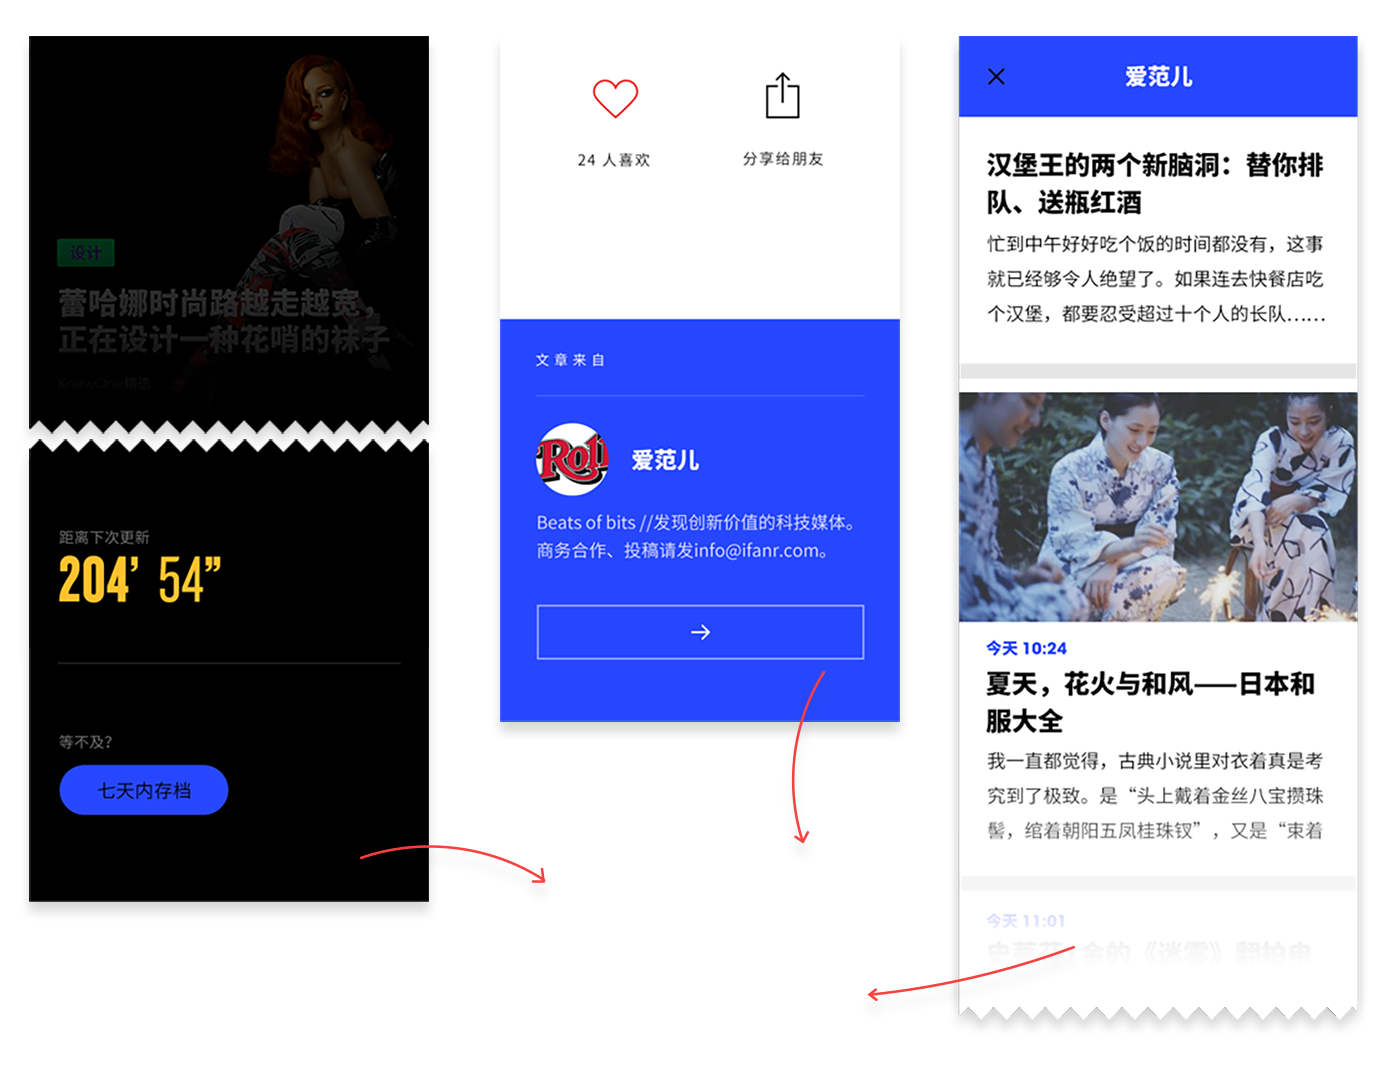 设计
蕾哈娜时尚路越走越宽，
正在设计一种花哨的袜子
KnewOne精选
距离下次更新
204’ 54”
等不及？
七天内存档
24 人喜欢
分享给朋友
文章来自
Roll
爱范儿
Beats of bits //发现创新价值的科技媒体。
商务合作、投稿请发info@ifanr.com。
爱范儿
汉堡王的两个新脑洞：替你排
队、送瓶红酒
忙到中午好好吃个饭的时间都没有，这事
就已经够令人绝望了。如果连去快餐店吃
个汉堡，都要忍受超过十个人的长队……
今天 10:24
夏天，花火与和风——日本和
服大全
我一直都觉得，古典小说里对衣着真是考
究到了极致。是“头上戴着金丝八宝攒珠
髻，绾着朝阳五凤挂珠钗”，又是“束着
今天 11:01
金的《迷雾》翻拍电